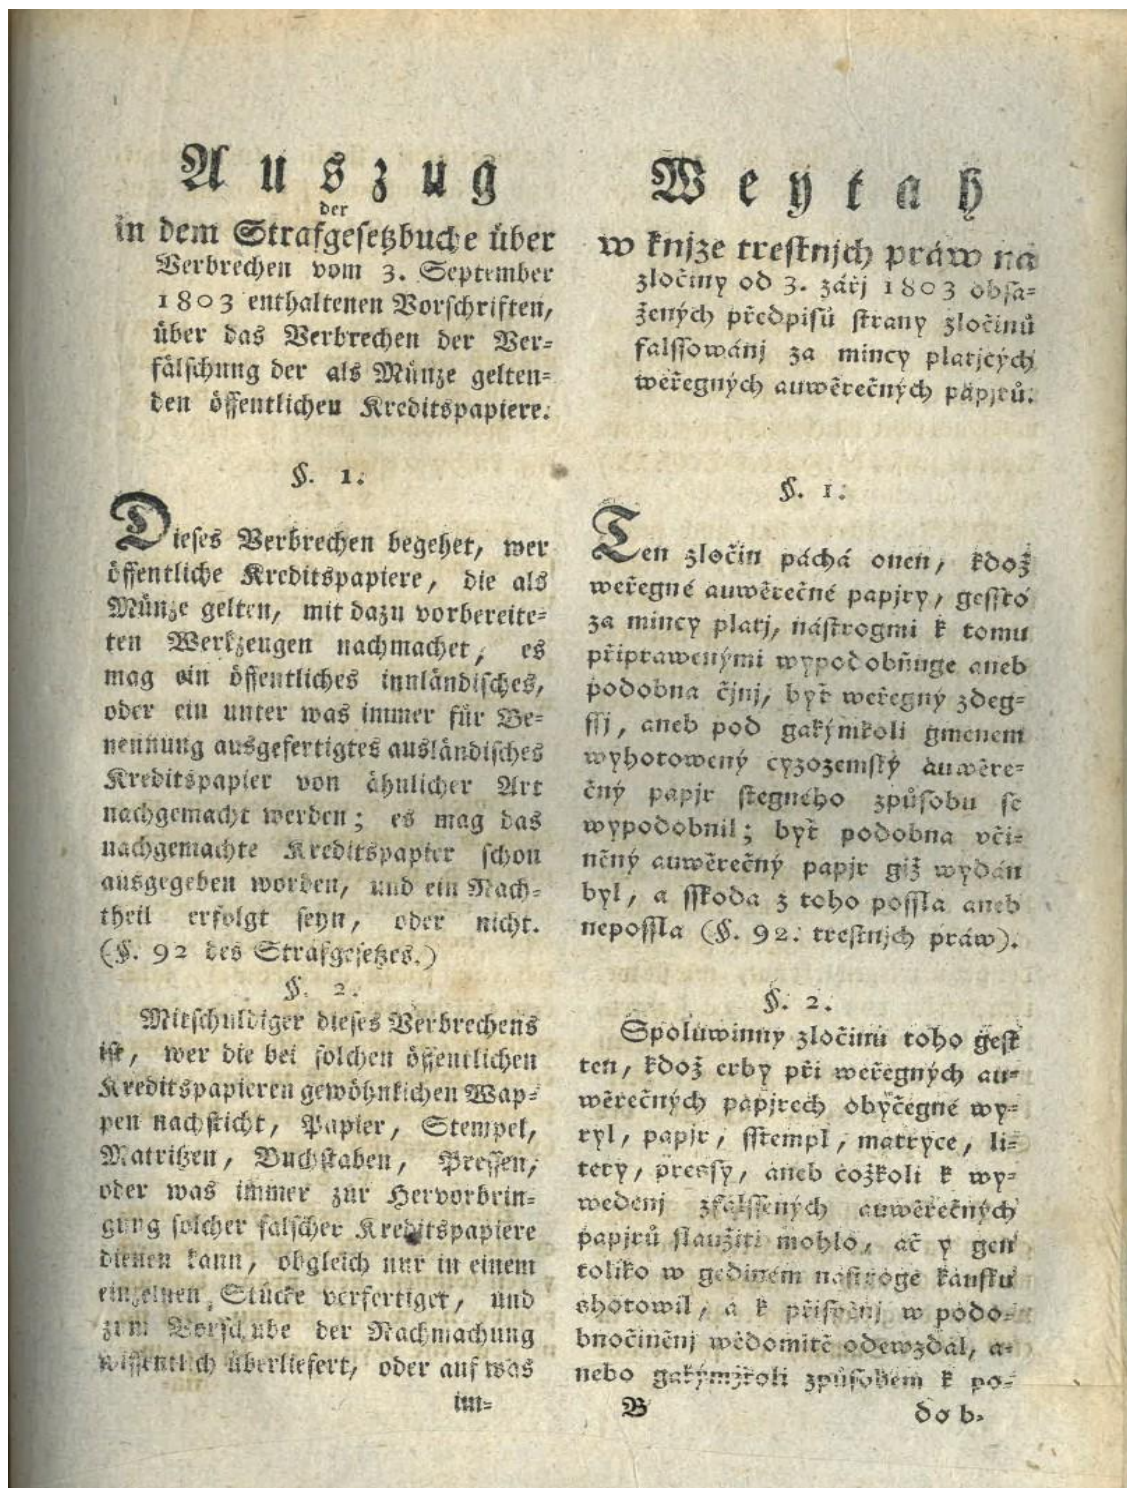 Auszug
der
in dem Strafgesetzbuche über
Verbrechen vom 3. September
1803 enthaltenen Vorschriften,
über das Verbrechen der Ver-
fälschung der als Münze gelten-
den öffentlichen Kreditspapiere.
§. 1.
Dieses Verbrechen begehet, wer
öffentliche Kreditspapiere, die als
Münze gelten, mit dazu vorbereite-
ten Werkzeugen nachmachet, es
mag ein öffentliches innländisches,
oder ein unter was immer für Be-
nennung ausgefertigtes ausländisches
Kreditspapier von ähnlicher Art
nachgemacht werden; es mag das
nachgemachte Kreditspapier schon
ausgegeben worden, und ein Nach-
theil erfolgt seyn, oder nicht.
(§. 92 des Strafgesetzes.)
§. 2.
Mitschuldiger dieses Verbrechens
ist, wer die bei solchen öffentlichen
Kreditspapieren gewöhnlichen Wap-
pen nachsticht, Papier, Stempel,
Matritzen, Buchstaben, Pressen,
oder was immer zur Hervorbrin-
gung solcher falscher Kreditspapiere
dienen kann, obgleich nur in einem
einzelnen Stücke verfertiget, und
zum Vorschube der Nachmachung
wissentlich überliefert, oder auf was
im-
Weytah
w knjze trestnjch práw na
zločiny od 3. zářj 1803 obsa-
žených předpisů strany zločinů
falssowánj za mincy platjcých
weřegných auwěrečných papjrů.
§. 1.
Ten zločin páchá onen, kdož
weřegné auwěrečné papjry, gessto
za mincy platj, nástrogmi k tomu
připrawenými wypodobňuge aneb
podobna čjnj, byť weřegný zdeg-
ssj, aneb pod gakýmkoli gmenem
wyhotowený cyzozemský auwěre-
čný papjr stegného způsobu se
wypodobnil; byť podobna vči-
něný auwěrečný papjr giž wydán
byl, a sskoda z toho possla aneb
nepossla (§. 92. trestnjch práw).
§. 2.
Spoluwinny zločinu toho gest
ten, kdož erby při weřegných au-
wěrečných papjrech obyčegné wy-
ryl, papjr, sstempl, matryce, li-
tery, pressy, aneb cožkoli k wy-
wedenj zfalssených auwěrečných
papjrů slaužiti mohlo, ač y gen
toliko w gediném nástroge kausku
shotowil, a k přispěnj w podo-
bnočiněnj wědomitě odewzdal, a-
nebo gakýmžkoli způsobem k po-
B
dob-